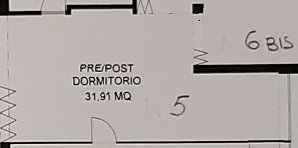 PRE/POST
DORMITORIO
31,91 MQ
5
6 BIS